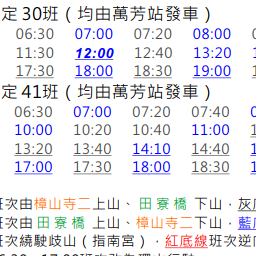 定 30班（均由萬芳站發車）
06:30 07:00 07:20 08:00
11:30 12:00 12:40 13:20
17:30 18:00 18:30 19:00
定 41班（均由萬芳站發車）
06:30 07:00 07:20 07:40
10:00 10:20 10:40 11:00
13:20 13:40 14:10 14:40
17:00 17:30 18:00 18:30
班次由樟山寺二上山、田寮橋 下山，灰底
班次由 田寮橋 上山、樟山寺二下山，藍底
班次繞駛歧山（指南宮），紅底線班次逆向